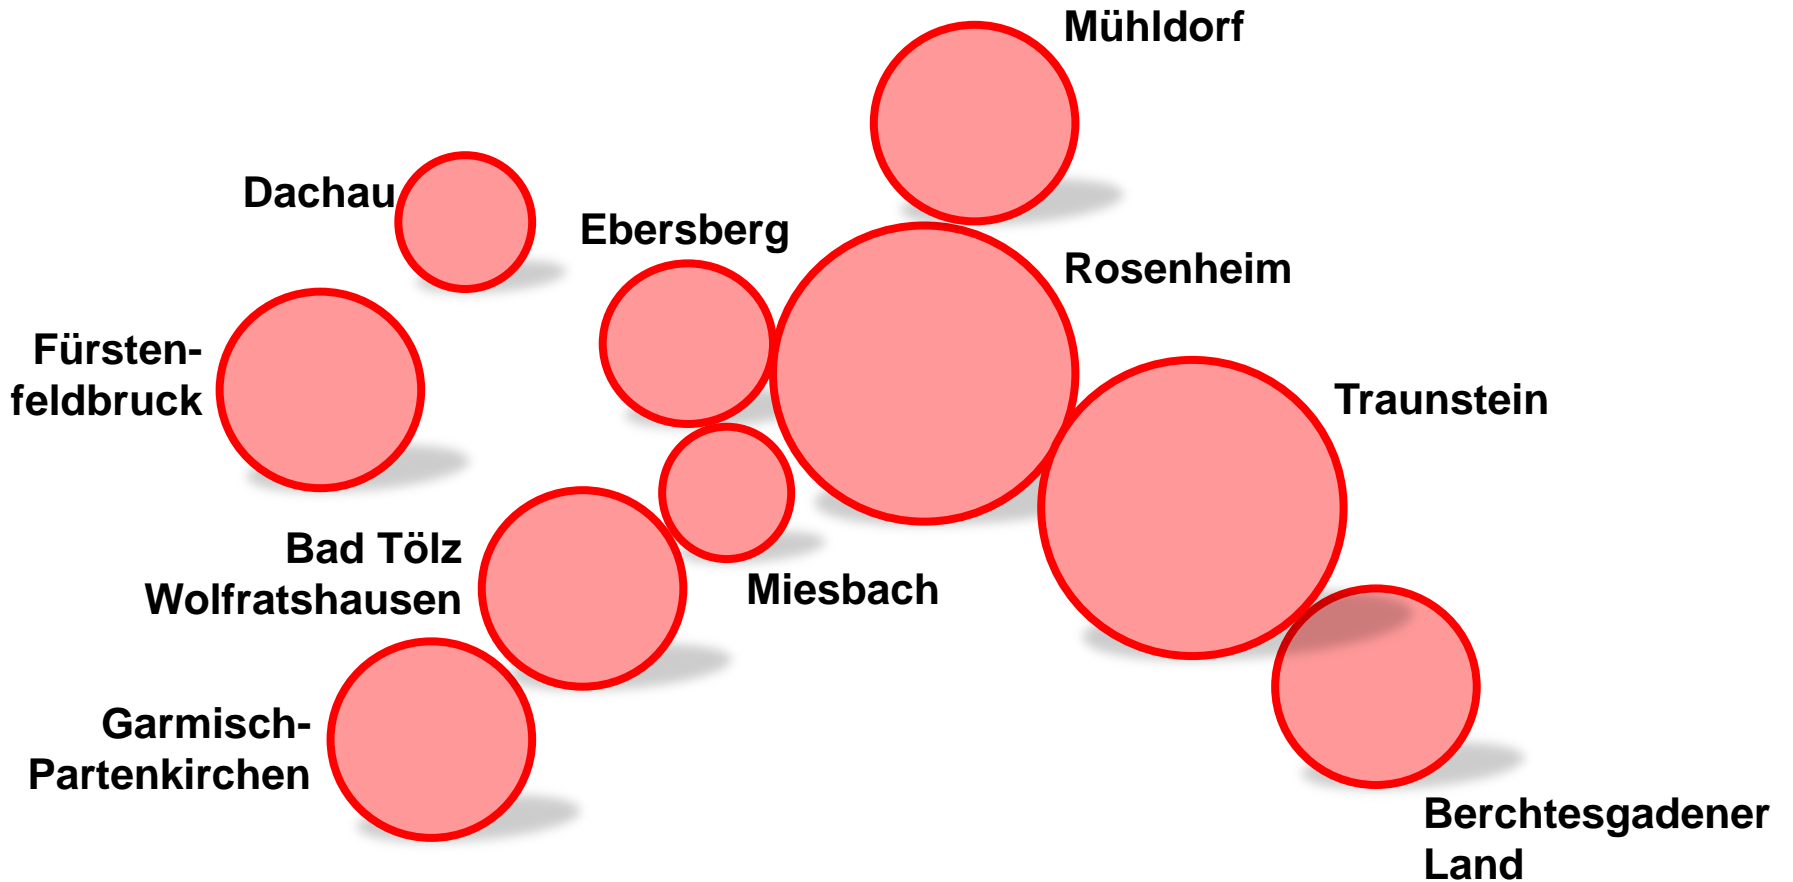 Mühldorf
Dachau
Ebersberg
Rosenheim
Fürsten-
feldbruck
Traunstein
Bad Tölz
Wolfratshausen
Miesbach
Garmisch-
Partenkirchen
Berchtesgadener
Land